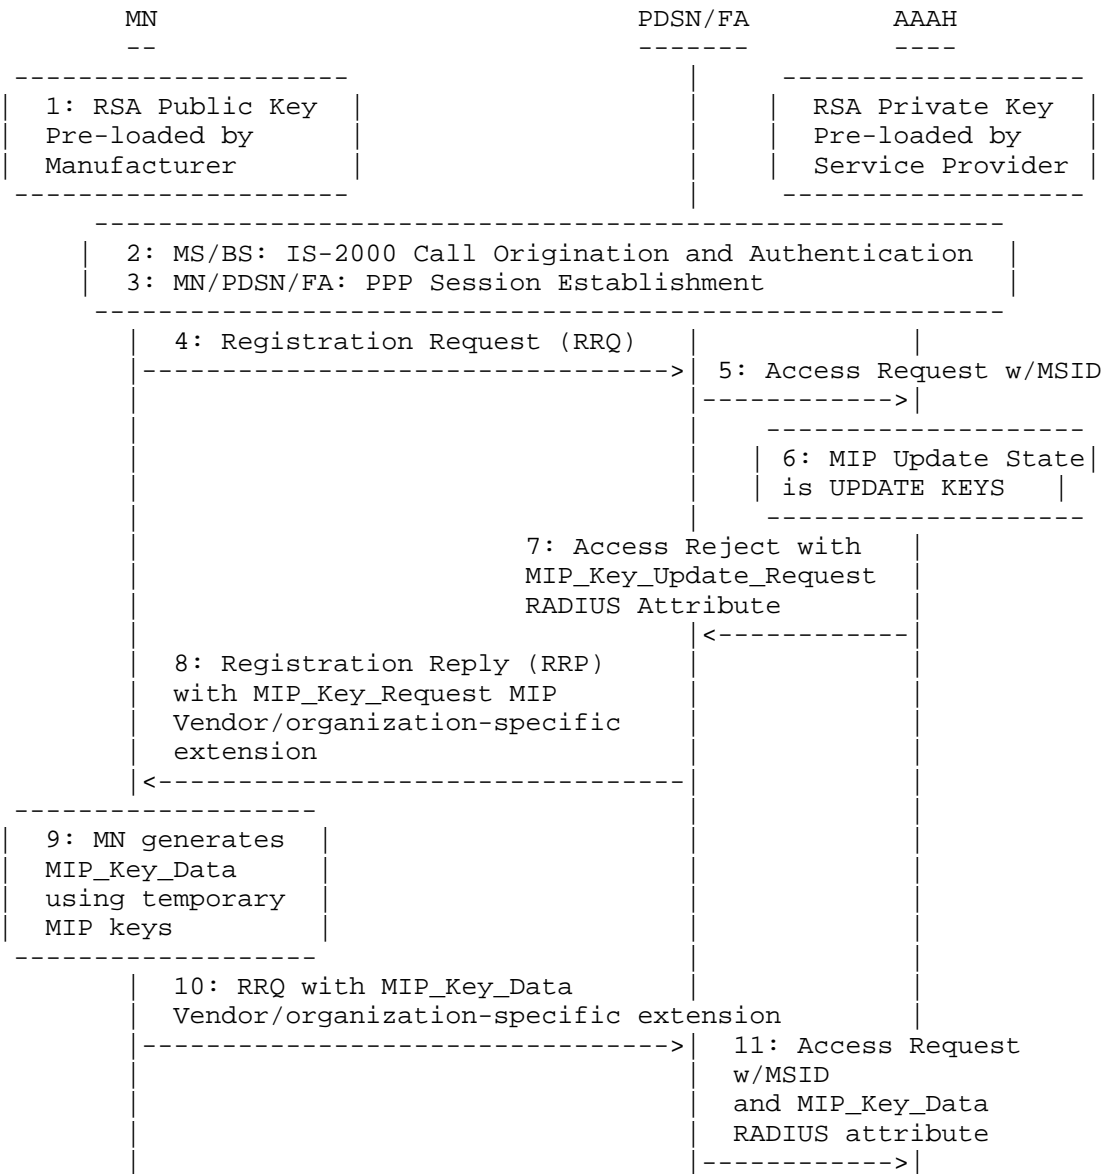 MN PDSN/FA AAAH
-- ------- ----
--------------------- | -------------------
| 1: RSA Public Key | | | RSA Private Key |
| Pre-loaded by | | | Pre-loaded by |
| Manufacturer | | | Service Provider |
--------------------- | -------------------
---------------------------------------------------------
| 2: MS/BS: IS-2000 Call Origination and Authentication |
| 3: MN/PDSN/FA: PPP Session Establishment |
---------------------------------------------------------
| 4: Registration Request (RRQ) | |
|--------------------------------->| 5: Access Request w/MSID
| |------------>|
| | --------------------
| | | 6: MIP Update State|
| | | is UPDATE KEYS |
| | --------------------
| 7: Access Reject with |
| MIP_Key_Update_Request |
| RADIUS Attribute |
| |<------------|
| 8: Registration Reply (RRP) | |
| with MIP_Key_Request MIP | |
| Vendor/organization-specific | |
| extension | |
|<---------------------------------| |
------------------- | |
| 9: MN generates | | |
| MIP_Key_Data | | |
| using temporary | | |
| MIP keys | | |
------------------- | |
| 10: RRQ with MIP_Key_Data | |
| Vendor/organization-specific extension |
|--------------------------------->| 11: Access Request
| | w/MSID
| | and MIP_Key_Data
| | RADIUS attribute
| |------------>|